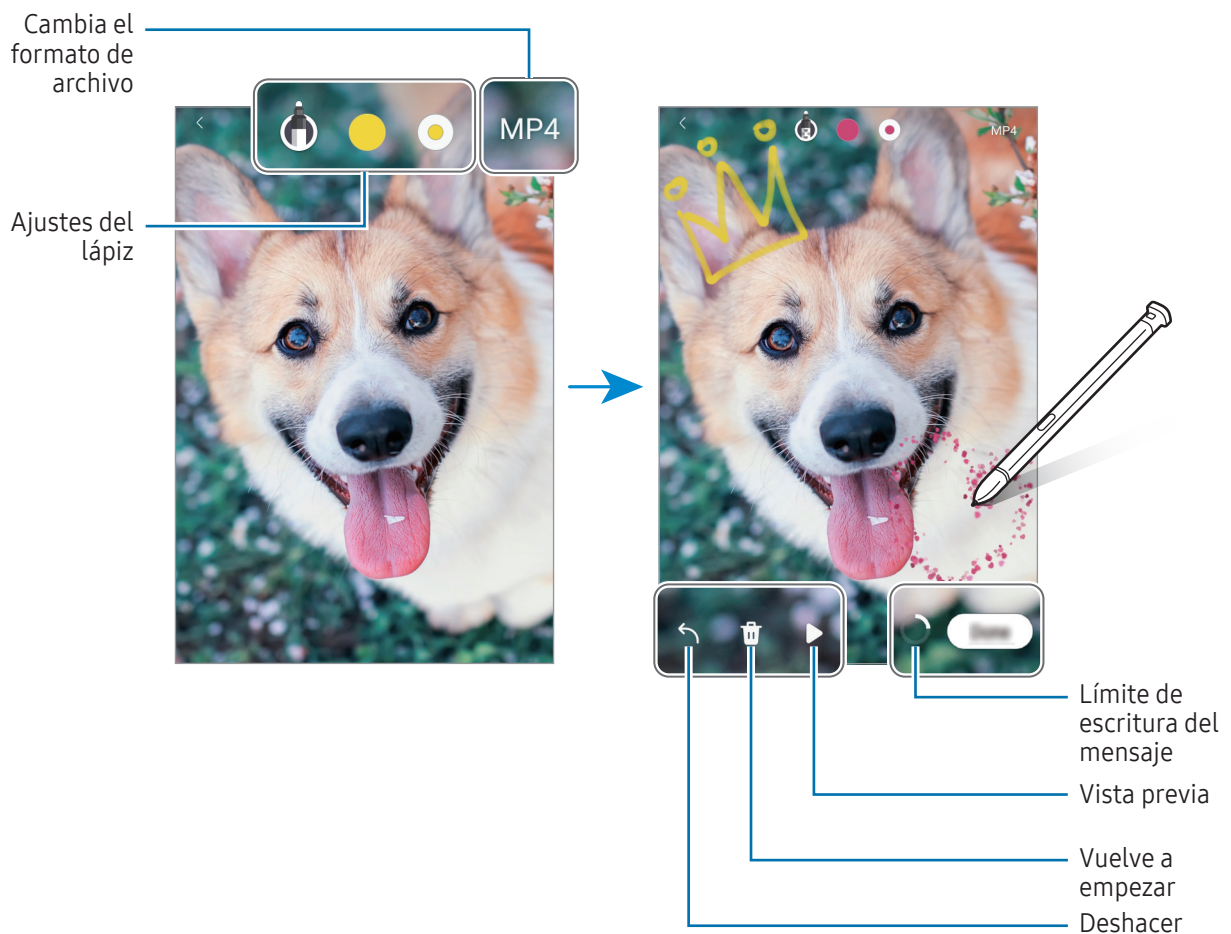 Cambia el
formato de
archivo
MP4
MP4
Ajustes del
lápiz
Límite de
escritura del
mensaje
Vista previa
Vuelve a
empezar
Deshacer